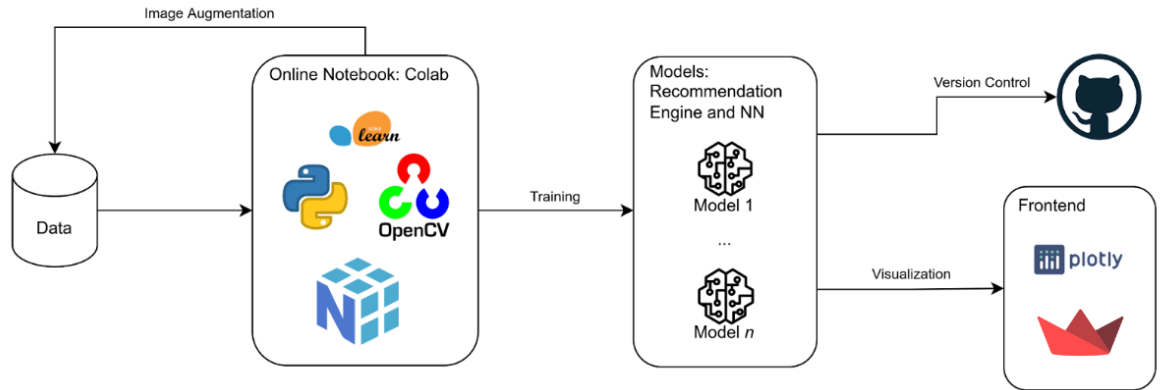 Image Augmentation
Online Notebook: Colab
learn
OpenCV
Data
Training
Models:
Recommendation
Engine and NN
Model 1
...
Model n
Version Control
Visualization
Frontend
plotly